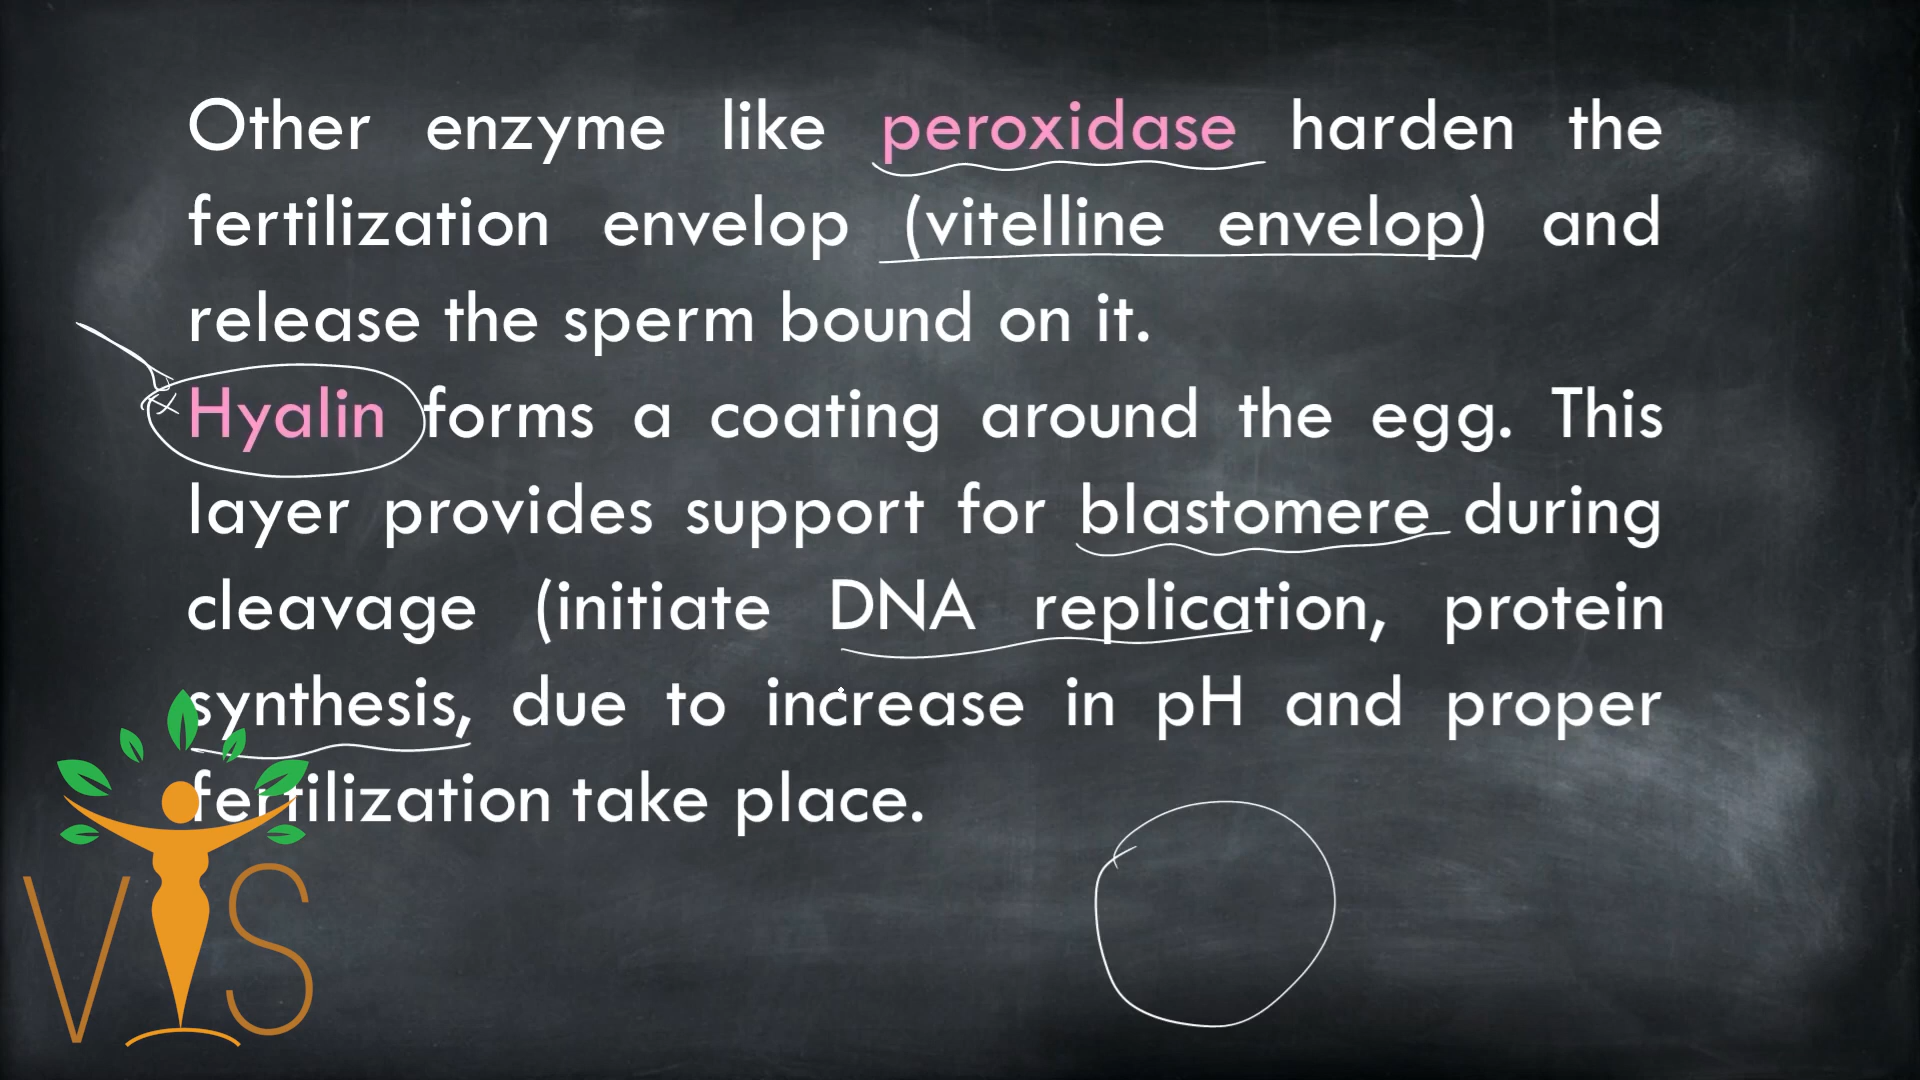 Other enzyme like peroxidase harden the
fertilization envelop (vitelline envelop) and
release the sperm bound on it.
Hyalin forms a coating around the egg. This
layer provides support for blastomere during
cleavage (initiate DNA replication, protein
synthesis, due to increase in pH and proper
fertilization take place.
VIS